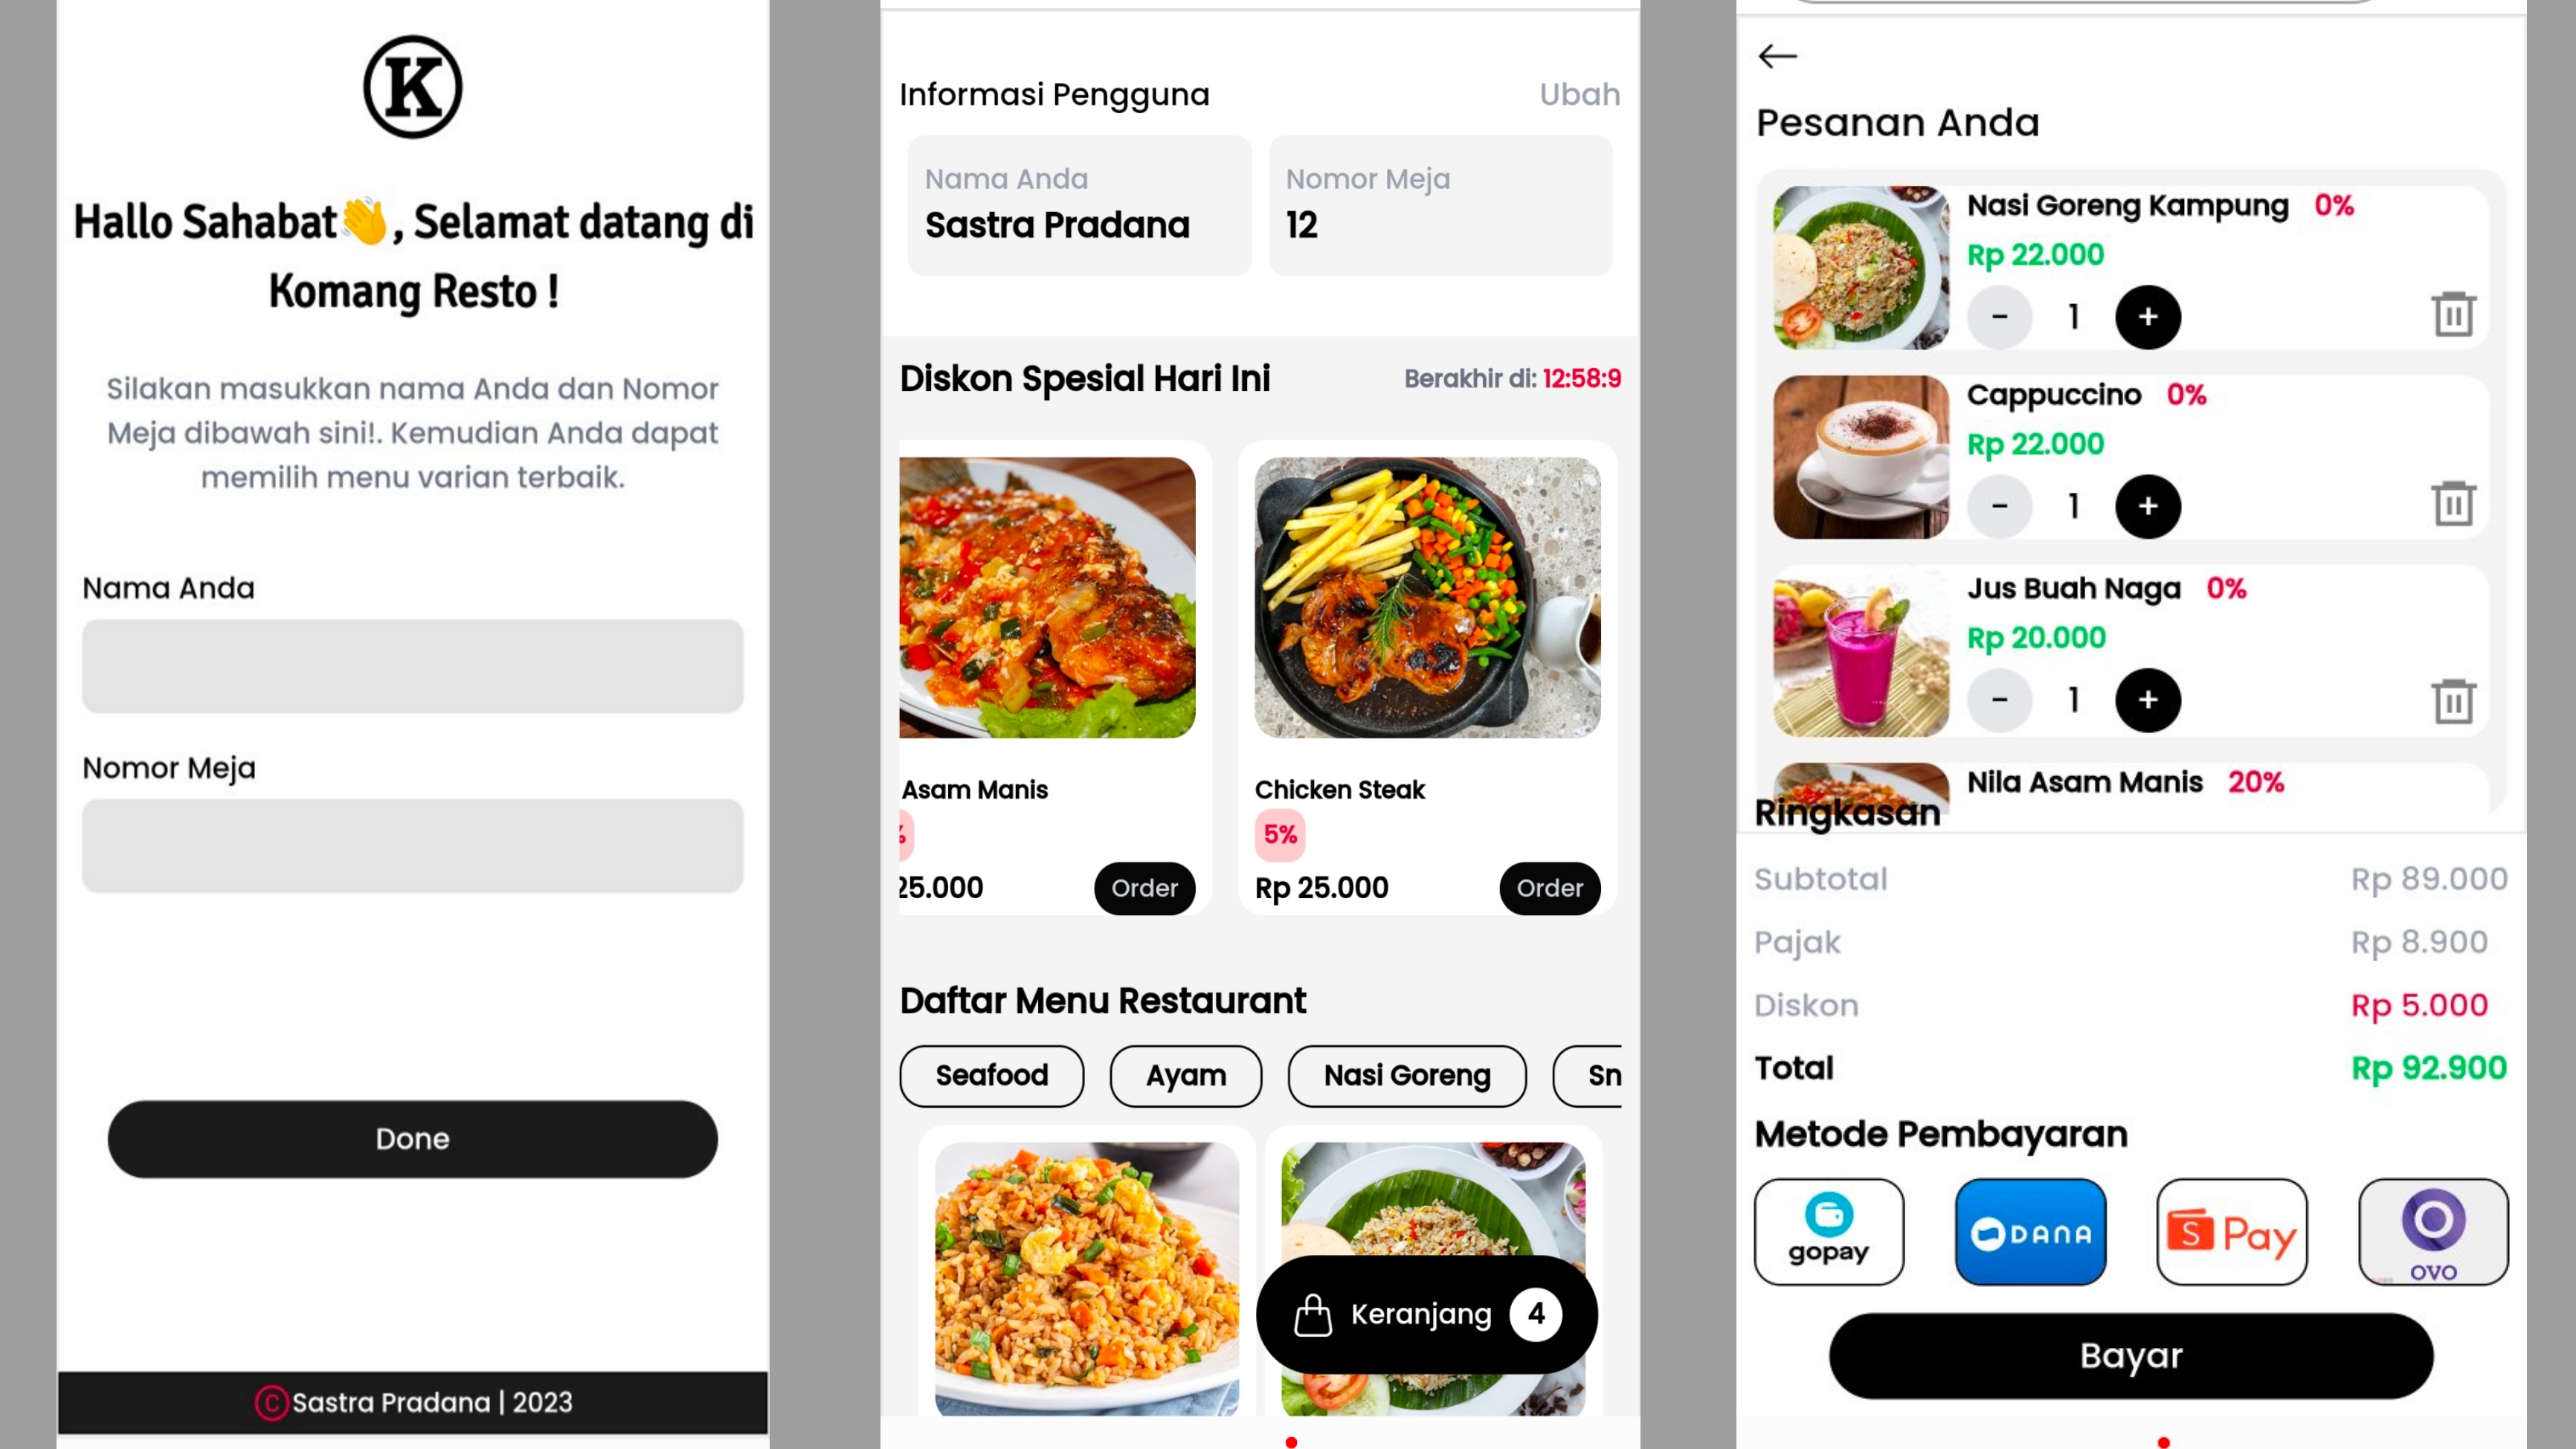 K
Hallo Sahabat👋, Selamat datang di
Komang Resto !
Silakan masukkan nama Anda dan Nomor
Meja dibawah sini!. Kemudian Anda dapat
memilih menu varian terbaik.
Nama Anda
Nomor Meja
Done
©Sastra Pradana | 2023
Informasi Pengguna
Ubah
Nama Anda
Sastra Pradana
Nomor Meja
12
Diskon Spesial Hari Ini
Berakhir di: 12:58:9
Asam Manis
%
25.000
Order
Chicken Steak
5%
Rp 25.000
Order
Daftar Menu Restaurant
Seafood
Ayam
Nasi Goreng
Sn
Keranjang 4
Pesanan Anda
Nasi Goreng Kampung 0%
Rp 22.000
- 1 +
Cappuccino 0%
Rp 22.000
- 1 +
Jus Buah Naga 0%
Rp 20.000
- 1 +
Nila Asam Manis 20%
Ringkasan
Subtotal Rp 89.000
Pajak Rp 8.900
Diskon Rp 5.000
Total Rp 92.900
Metode Pembayaran
gopay
DANA
S Pay
OVO
Bayar